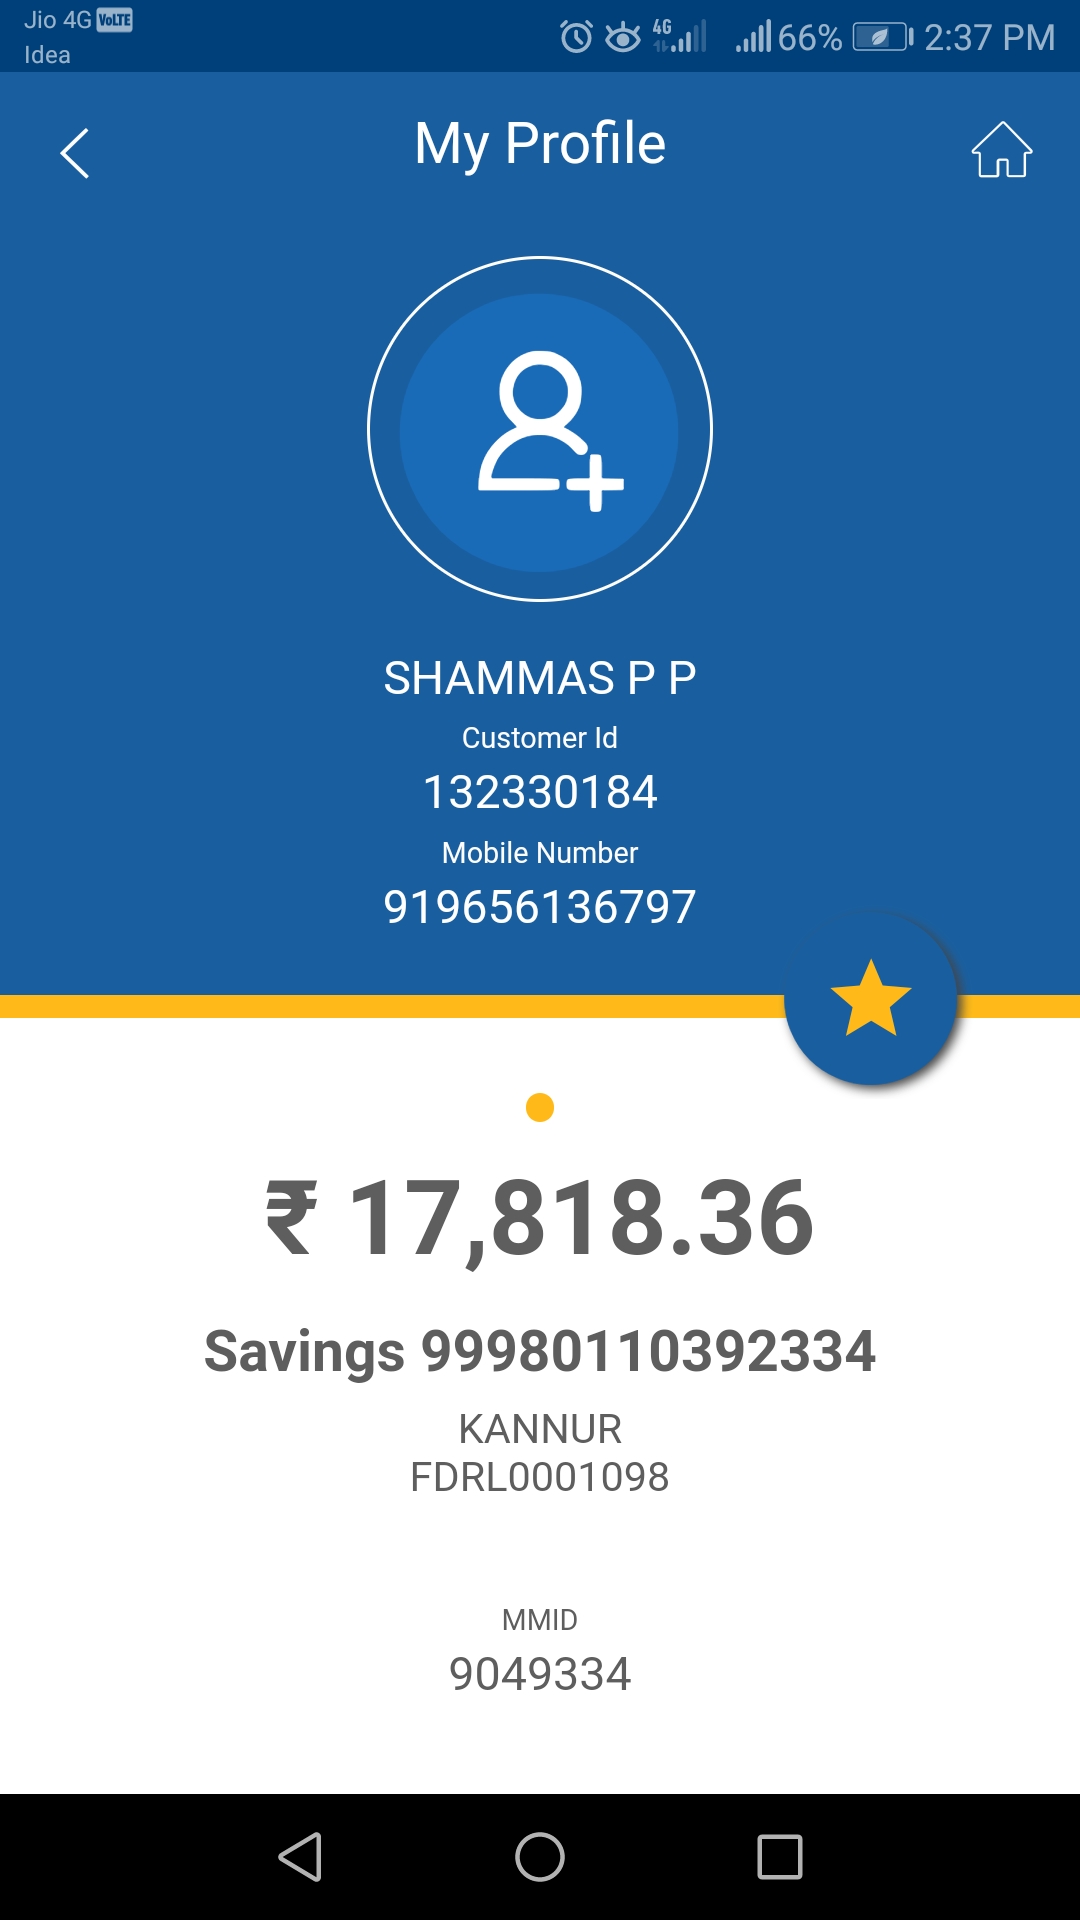 Jio 4G VoLTE
Idea
4G
66%
2:37 PM
My Profile
SHAMMAS P P
Customer Id
132330184
Mobile Number
919656136797
₹ 17,818.36
Savings 99980110392334
KANNUR
FDRL0001098
MMID
9049334